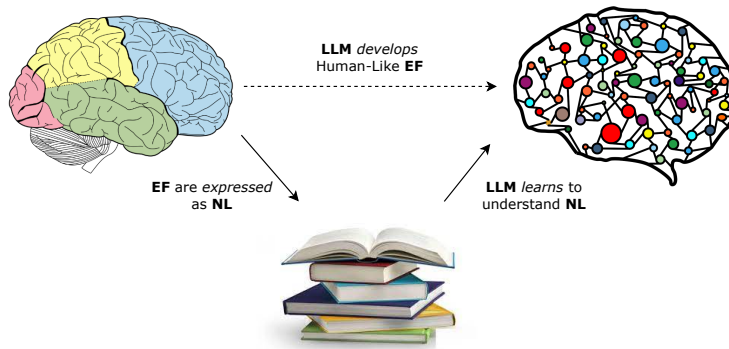 LLM develops
Human-Like EF
EF are expressed
as NL
LLM learns to
understand NL